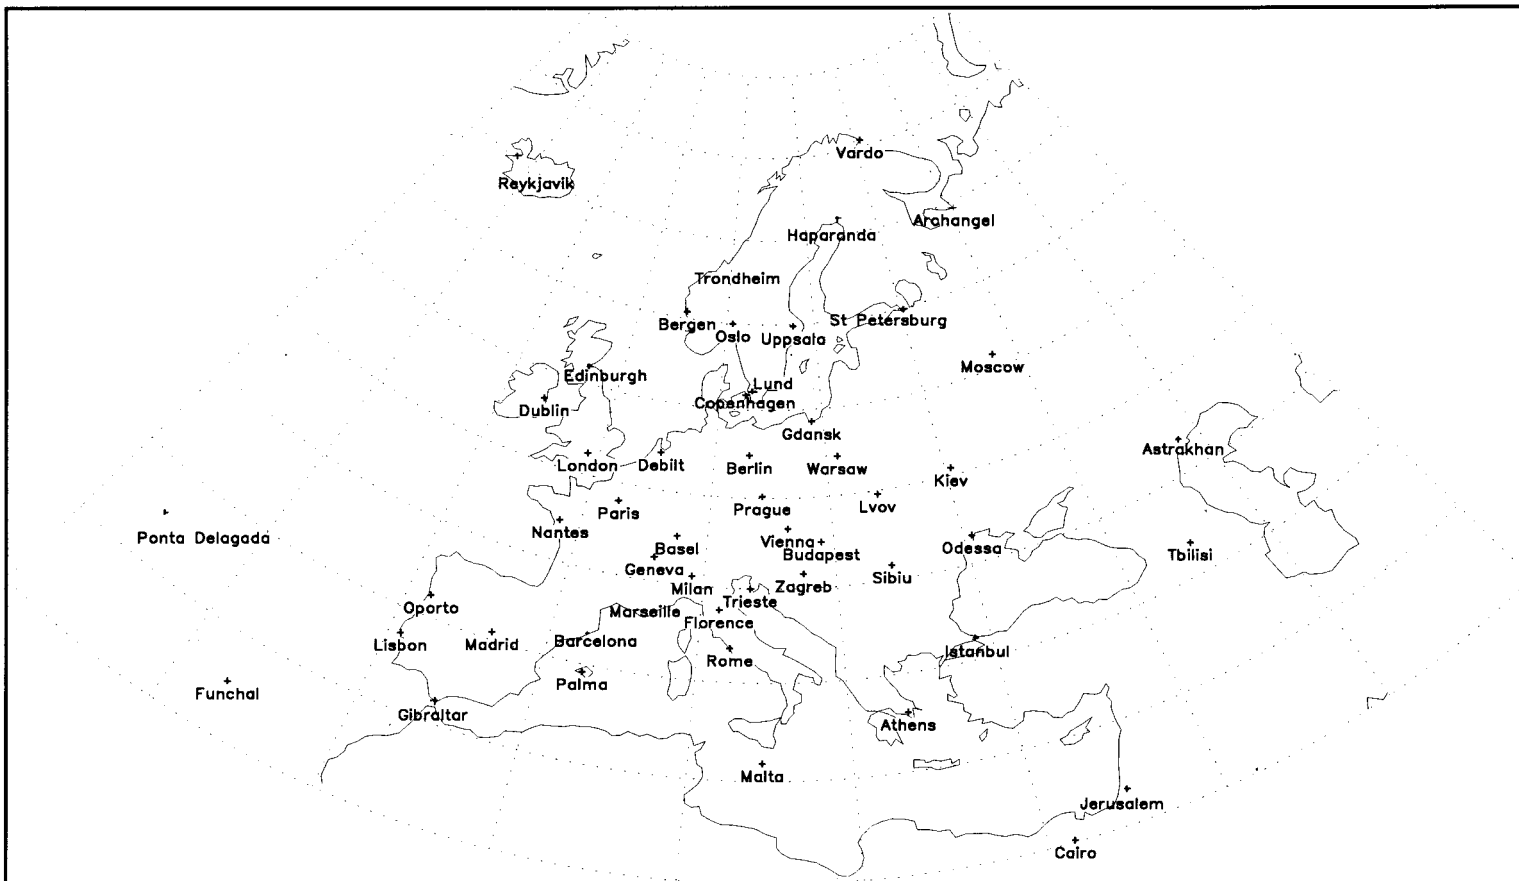 Vardo
Reykjavik
Archangel
Haparanda
Trondheim
Bergen
Oslo
Uppsala
St Petersburg
Edinburgh
Moscow
Lund
Copenhagen
Dublin
Gdansk
Astrakhan
London
Debilt
Berlin
Warsaw
Kiev
Paris
Prague
Lvov
Ponta Delagada
Nantes
Basel
Vienna
Budapest
Odessa
Tbilisi
Geneva
Milan
Zagreb
Sibiu
Oporto
Marseille
Trieste
Florence
Lisbon
Madrid
Barcelona
Rome
Istanbul
Funchal
Palma
Gibraltar
Athens
Malta
Jerusalem
Cairo